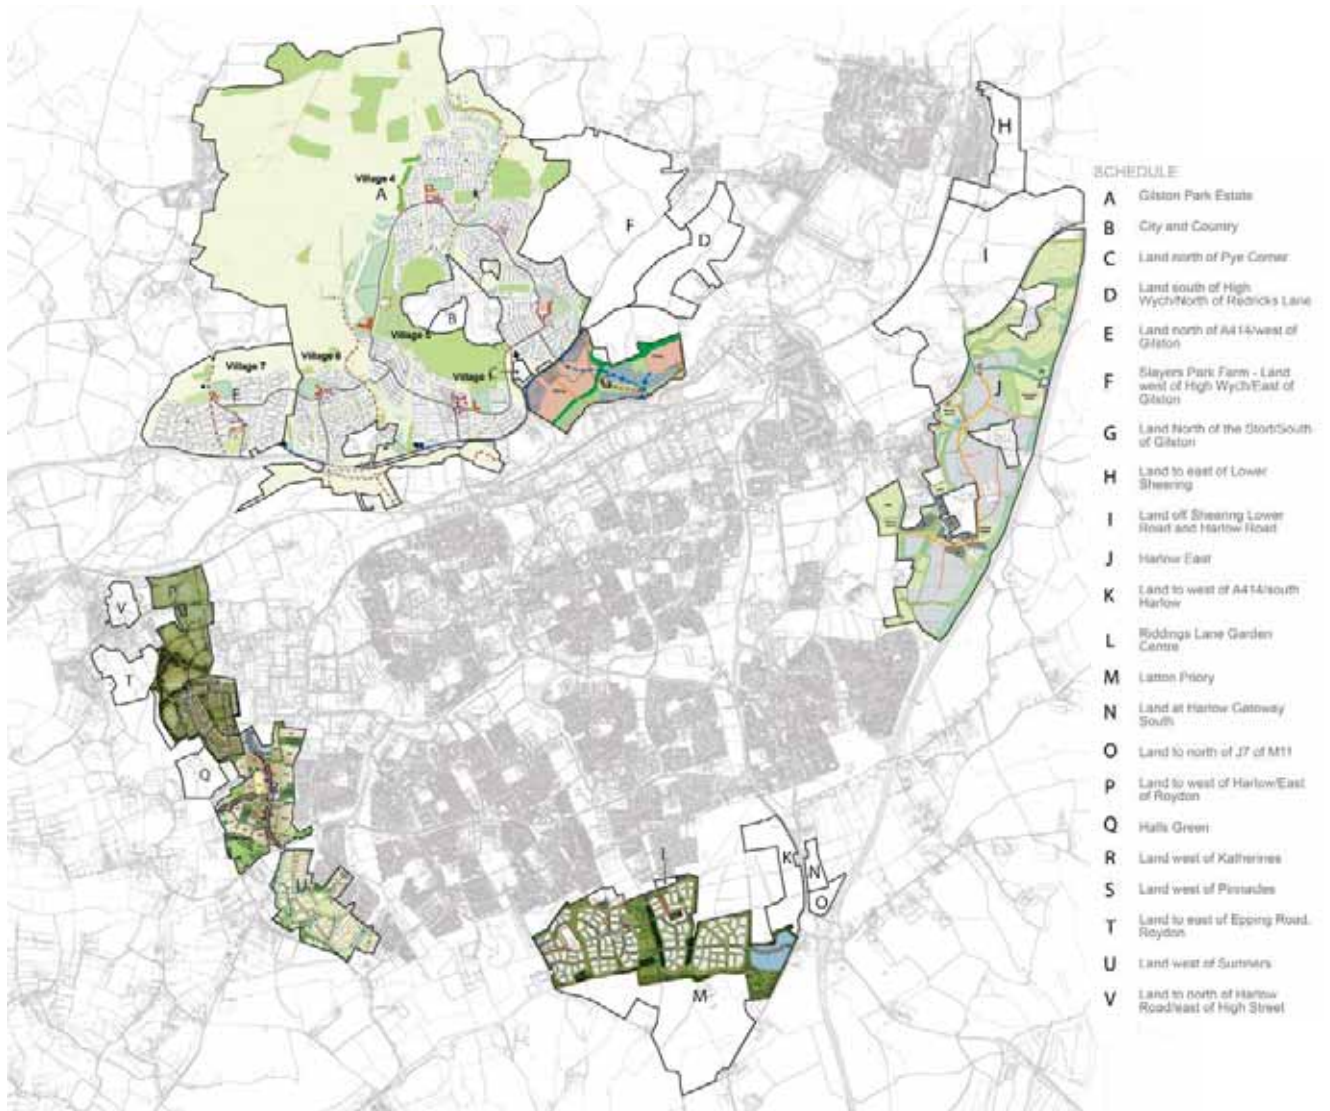 H
SCHEDULE
A Gilston Park Estate
B City and Country
C Land north of Pye Corner
D Land south of High
Wych/North of Redricks Lane
E Land north of A414/west of
Gilston
F Slayers Park Farm - Land
west of High Wych/East of
Gilston
G Land North of the Stort/South
of Gilston
H Land to east of Lower
Sheering
I Land off Sheering Lower
Road and Harlow Road
J Harlow East
K Land to west of A414/south
Harlow
L Riddings Lane Garden
Centre
M Latton Priory
N Land at Harlow Gateway
South
O Land to north of J7 of M11
P Land to west of Harlow/East
of Roydon
Q Halls Green
R Land west of Katherines
S Land west of Pinnacles
T Land to east of Epping Road,
Roydon
U Land west of Sumners
V Land to north of Harlow
Road/east of High Street
Village 4
A
F
D
I
B
Village 6
Village 7
E
C
G
J
P
V
T
Q
U
K
N
O
M